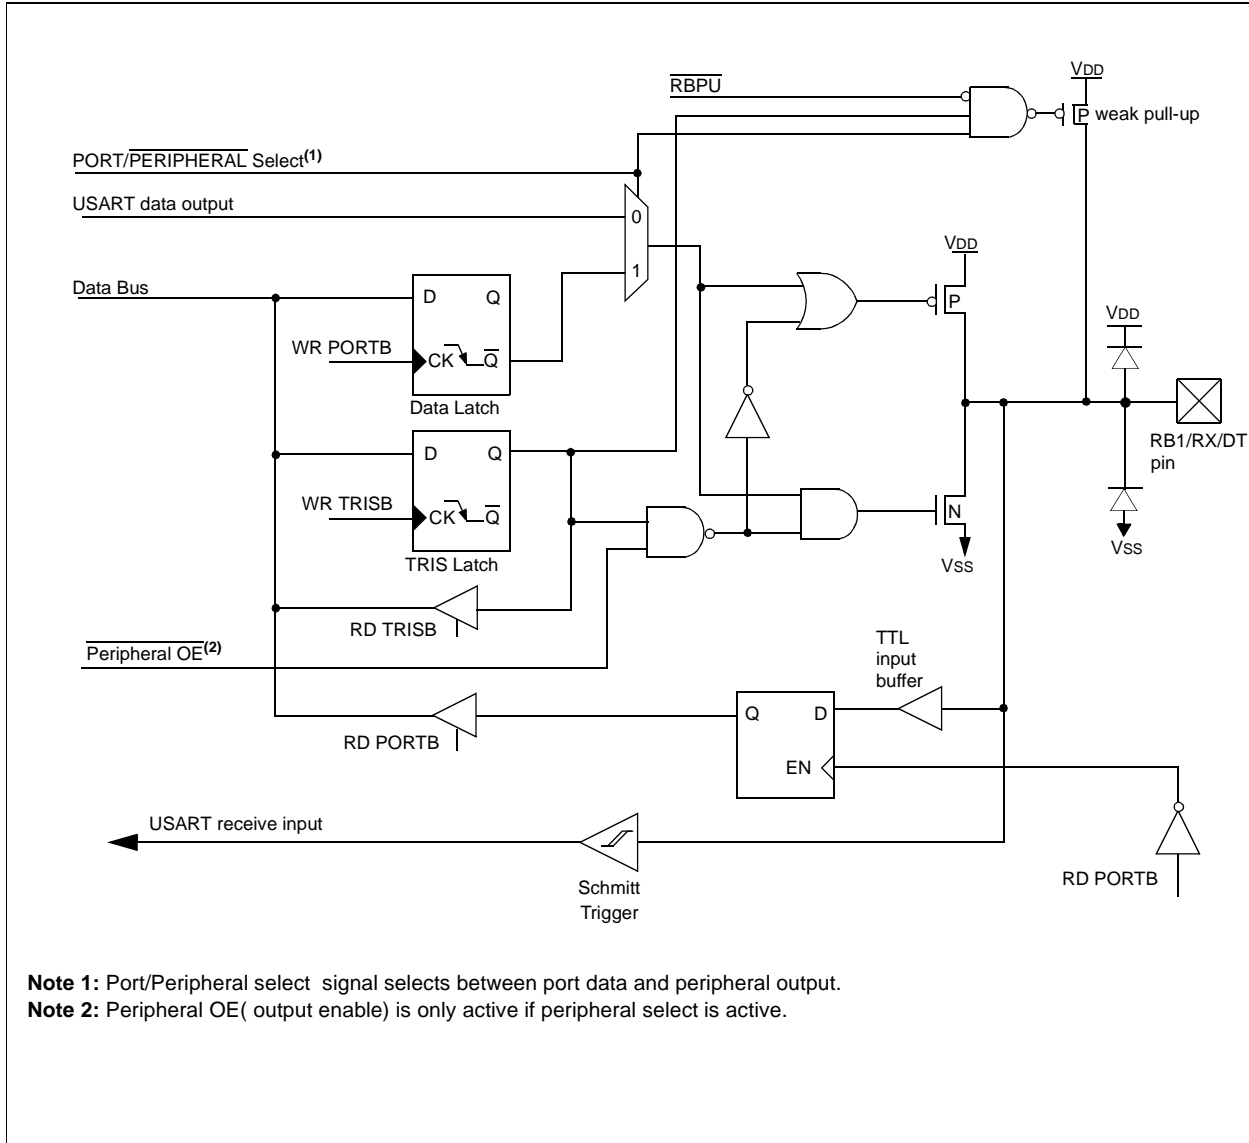 VDD
RBPU
P weak pull-up
PORT/PERIPHERAL Select(1)
USART data output
0
VDD
1
Data Bus
D Q
P
VDD
WR PORTB
CK Q
Data Latch
RB1/RX/DT
pin
D Q
WR TRISB
CK Q
N
TRIS Latch
VSS
VSS
RD TRISB
Peripheral OE(2)
TTL
input
buffer
Q D
RD PORTB
EN
USART receive input
Schmitt
Trigger
RD PORTB
Note 1: Port/Peripheral select signal selects between port data and peripheral output.
Note 2: Peripheral OE( output enable) is only active if peripheral select is active.